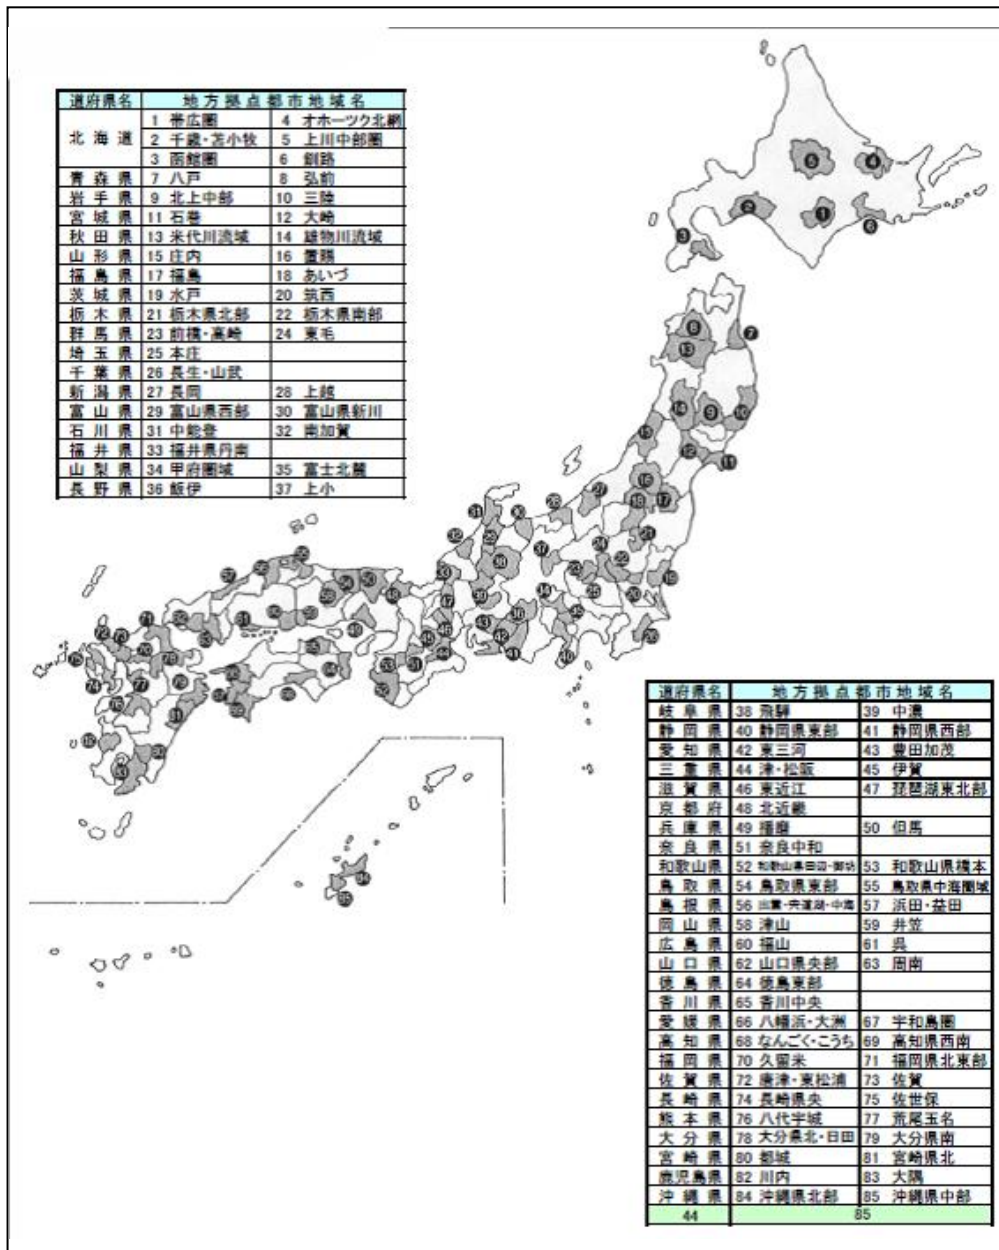 道府県名 地方拠点都市地域名
北海道 1 帯広圏 4 オホーツク北網
2 千歳・苫小牧 5 上川中部圏
3 函館圏 6 釧路
青森県 7 八戸 8 弘前
岩手県 9 北上中部 10 三陸
宮城県 11 石巻 12 大崎
秋田県 13 米代川流域 14 雄物川流域
山形県 15 庄内 16 置賜
福島県 17 福島 18 あいづ
茨城県 19 水戸 20 筑西
栃木県 21 栃木県北部 22 栃木県南部
群馬県 23 前橋・高崎 24 東毛
埼玉県 25 本庄
千葉県 26 長生・山武
新潟県 27 長岡 28 上越
富山県 29 富山県西部 30 富山県新川
石川県 31 中能登 32 南加賀
福井県 33 福井県丹南
山梨県 34 甲府圏域 35 富士北麓
長野県 36 飯伊 37 上小
道府県名 地方拠点都市地域名
岐阜県 38 飛騨 39 中濃
静岡県 40 静岡県東部 41 静岡県西部
愛知県 42 東三河 43 豊田加茂
三重県 44 津・松阪 45 伊賀
滋賀県 46 東近江 47 琵琶湖東北部
京都府 48 北近畿
兵庫県 49 播磨 50 但馬
奈良県 51 奈良中和
和歌山県 52 和歌山県田辺・御坊 53 和歌山県橋本
鳥取県 54 鳥取県東部 55 鳥取県中海圏域
島根県 56 出雲・宍道湖・中海 57 浜田・益田
岡山県 58 津山 59 井笠
広島県 60 福山 61 呉
山口県 62 山口県央部 63 周南
徳島県 64 徳島東部
香川県 65 香川中央
愛媛県 66 八幡浜・大洲 67 宇和島圏
高知県 68 なんごく・こうち 69 高知県西南
福岡県 70 久留米 71 福岡県北東部
佐賀県 72 唐津・東松浦 73 佐賀
長崎県 74 長崎県央 75 佐世保
熊本県 76 八代宇城 77 荒尾玉名
大分県 78 大分県北・日田 79 大分県南
宮崎県 80 都城 81 宮崎県北
鹿児島県 82 川内 83 大隅
沖縄県 84 沖縄県北部 85 沖縄県中部
44 85